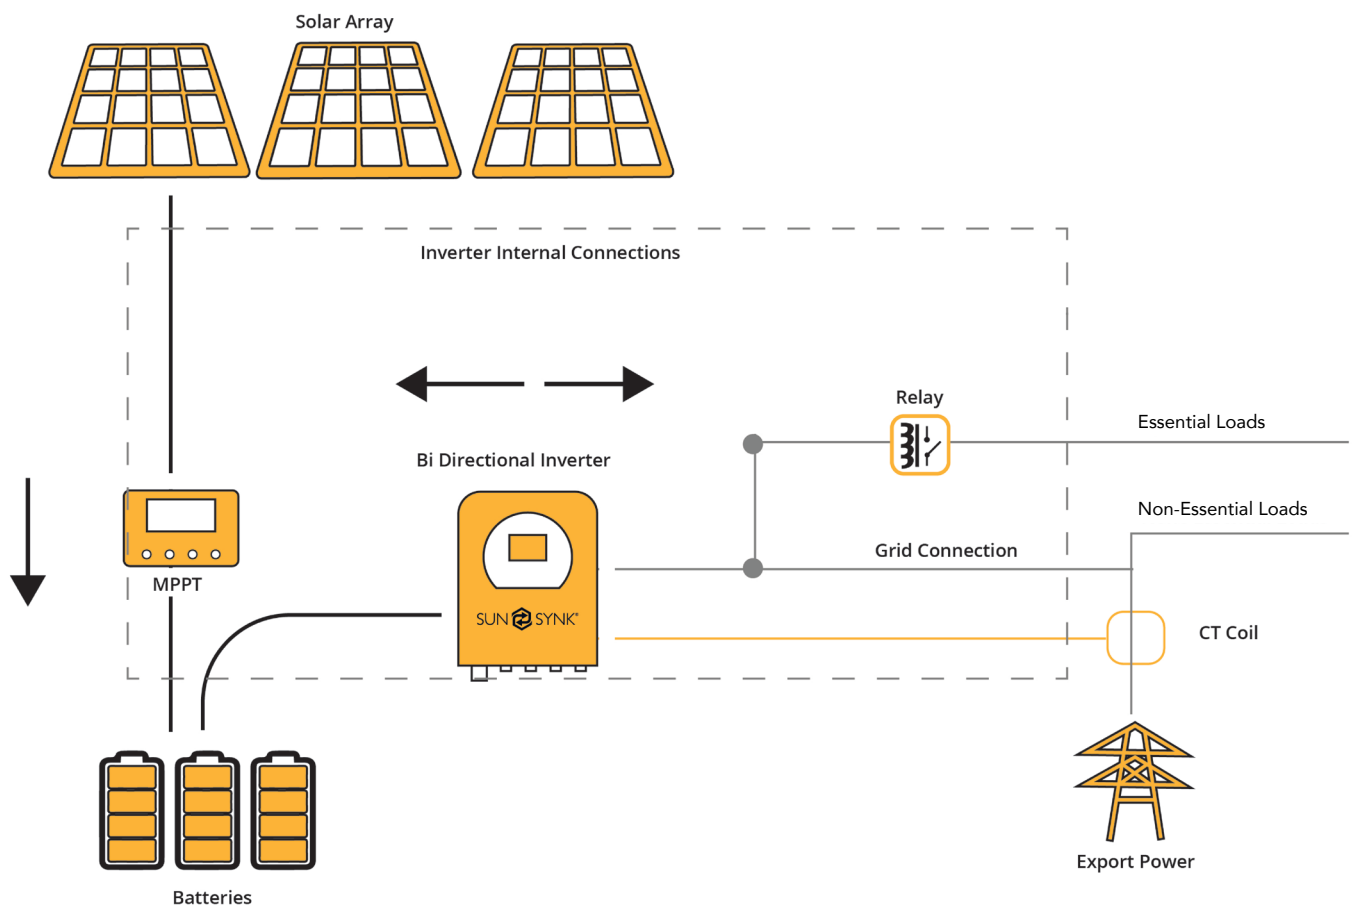 Solar Array
Inverter Internal Connections
Relay
Essential Loads
Bi Directional Inverter
Non-Essential Loads
Grid Connection
MPPT
SUN SYNK®
CT Coil
Export Power
Batteries